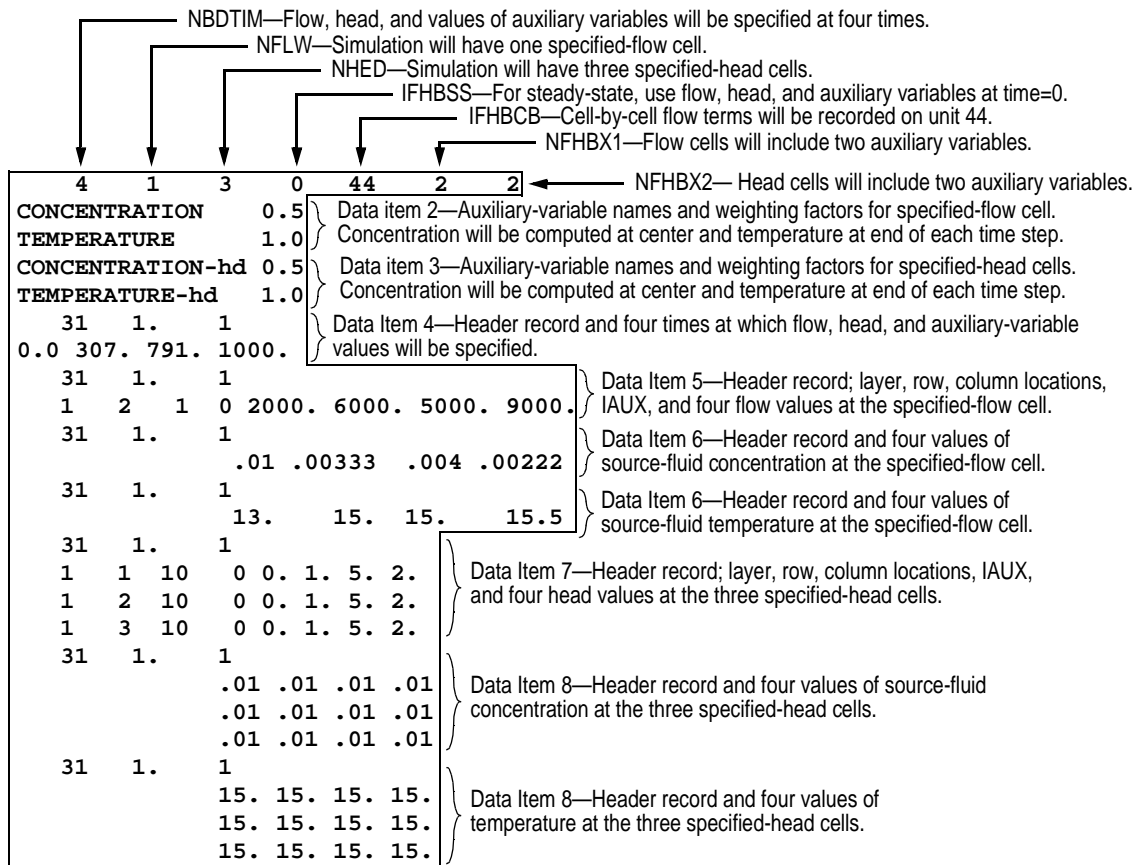 NBDTIM—Flow, head, and values of auxiliary variables will be specified at four times.
NFLW—Simulation will have one specified-flow cell.
NHED—Simulation will have three specified-head cells.
IFHBSS—For steady-state, use flow, head, and auxiliary variables at time=0.
IFHBCB—Cell-by-cell flow terms will be recorded on unit 44.
NFHBX1—Flow cells will include two auxiliary variables.
4 1 3 0 44 2 2 NFHBX2— Head cells will include two auxiliary variables.
CONCENTRATION 0.5 Data item 2—Auxiliary-variable names and weighting factors for specified-flow cell.
TEMPERATURE 1.0 Concentration will be computed at center and temperature at end of each time step.
CONCENTRATION-hd 0.5 Data item 3—Auxiliary-variable names and weighting factors for specified-head cells.
TEMPERATURE-hd 1.0 Concentration will be computed at center and temperature at end of each time step.
31 1. 1 Data Item 4—Header record and four times at which flow, head, and auxiliary-variable
0.0 307. 791. 1000. values will be specified.
31 1. 1 Data Item 5—Header record; layer, row, column locations,
1 2 1 0 2000. 6000. 5000. 9000. IAUX, and four flow values at the specified-flow cell.
31 1. 1 Data Item 6—Header record and four values of
.01 .00333 .004 .00222 source-fluid concentration at the specified-flow cell.
31 1. 1 Data Item 6—Header record and four values of
13. 15. 15. 15.5 source-fluid temperature at the specified-flow cell.
31 1. 1
1 1 10 0 0. 1. 5. 2. Data Item 7—Header record; layer, row, column locations, IAUX,
1 2 10 0 0. 1. 5. 2. and four head values at the three specified-head cells.
1 3 10 0 0. 1. 5. 2.
31 1. 1
.01 .01 .01 .01 Data Item 8—Header record and four values of source-fluid
.01 .01 .01 .01 concentration at the three specified-head cells.
.01 .01 .01 .01
31 1. 1
15. 15. 15. 15. Data Item 8—Header record and four values of
15. 15. 15. 15. temperature at the three specified-head cells.
15. 15. 15. 15.